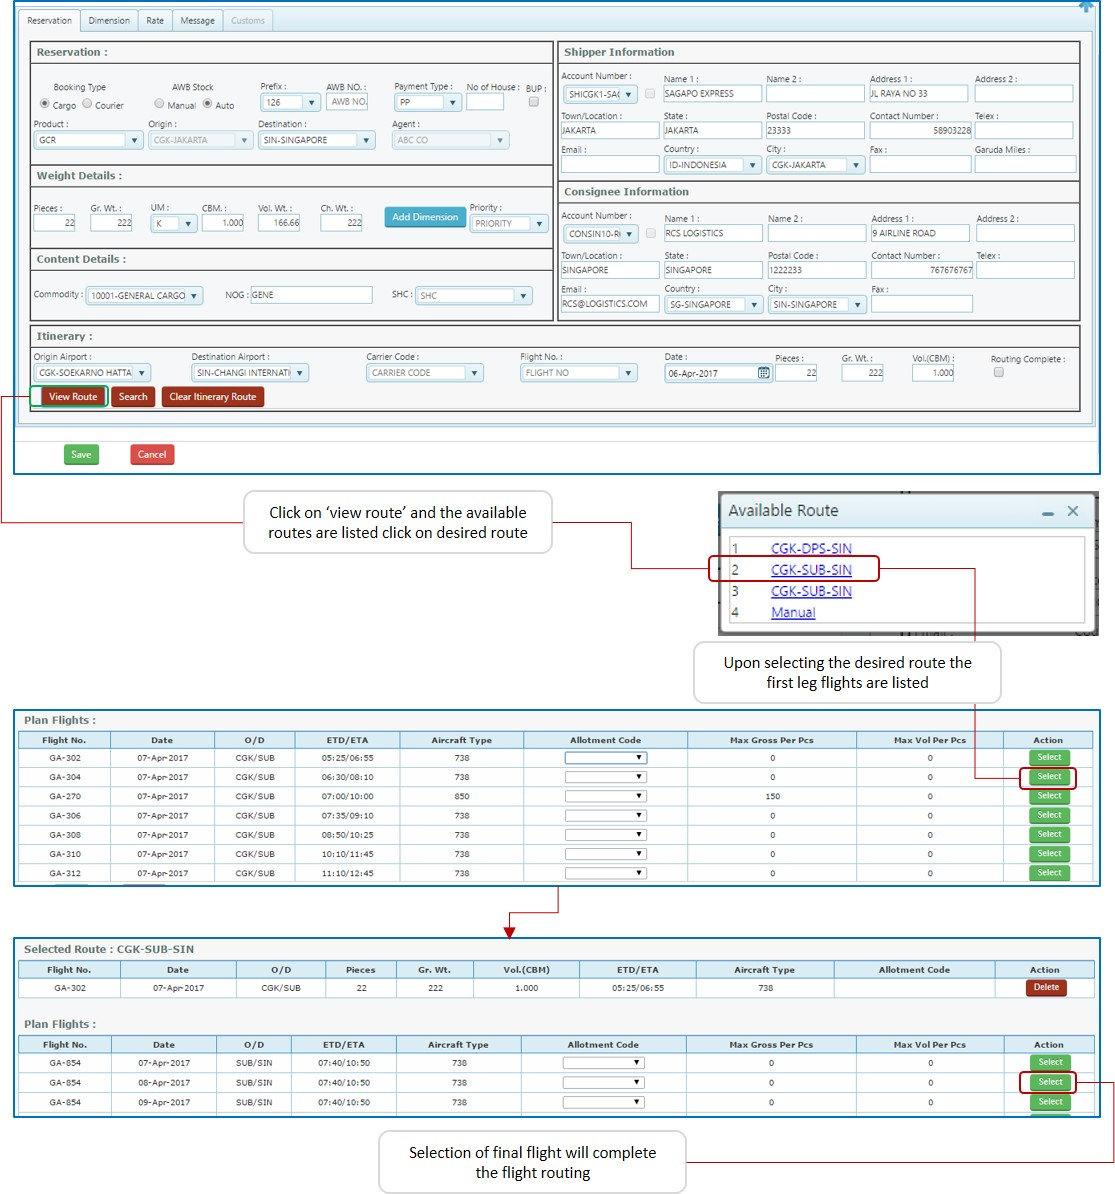 Reservation Dimension Rate Message Customs
Reservation :
Booking Type AWB Stock Prefix : AWB NO. : Payment Type : No of House : BUP :
Cargo Courier Manual Auto 126 AWB NO. PP
Product : Origin : Destination : Agent :
GCR CGK-JAKARTA SIN-SINGAPORE ABC CO
Weight Details :
Pieces : Gr. Wt. : UM : CBM. : Vol. Wt. : Ch. Wt. : Add Dimension Priority :
22 222 K 1.000 166.66 222 PRIORITY
Content Details :
Commodity : 10001-GENERAL CARGO NOG : GENE SHC : SHC
Shipper Information
Account Number : Name 1 : Name 2 : Address 1 : Address 2 :
SHICGK1-SA SAGAPO EXPRESS JL RAYA NO 33
Town/Location : State : Postal Code : Contact Number : Telex :
JAKARTA JAKARTA 23333 58903228
Email : Country : City : Fax : Garuda Miles :
ID-INDONESIA CGK-JAKARTA
Consignee Information
Account Number : Name 1 : Name 2 : Address 1 : Address 2 :
CONSIN10-R RCS LOGISTICS 9 AIRLINE ROAD
Town/Location : State : Postal Code : Contact Number : Telex :
SINGAPORE SINGAPORE 1222233 767676767
Email : Country : City : Fax :
RCS@LOGISTICS.COM SG-SINGAPORE SIN-SINGAPORE
Itinerary :
Origin Airport : Destination Airport : Carrier Code : Flight No. : Date : Pieces : Gr. Wt. : Vol.(CBM) : Routing Complete :
CGK-SOEKARNO HATTA SIN-CHANGI INTERNATI CARRIER CODE FLIGHT NO 06-Apr-2017 22 222 1.000
View Route Search Clear Itinerary Route
Save Cancel
Click on ‘view route’ and the available
routes are listed click on desired route
Available Route
1 CGK-DPS-SIN
2 CGK-SUB-SIN
3 CGK-SUB-SIN
4 Manual
Upon selecting the desired route the
first leg flights are listed
Plan Flights :
Flight No. Date O/D ETD/ETA Aircraft Type Allotment Code Max Gross Per Pcs Max Vol Per Pcs Action
GA-302 07-Apr-2017 CGK/SUB 05:25/06:55 738 0 0 Select
GA-304 07-Apr-2017 CGK/SUB 06:30/08:10 738 0 0 Select
GA-270 07-Apr-2017 CGK/SUB 07:00/10:00 850 150 0 Select
GA-306 07-Apr-2017 CGK/SUB 07:35/09:10 738 0 0 Select
GA-308 07-Apr-2017 CGK/SUB 08:50/10:25 738 0 0 Select
GA-310 07-Apr-2017 CGK/SUB 10:10/11:45 738 0 0 Select
GA-312 07-Apr-2017 CGK/SUB 11:10/12:45 738 0 0 Select
Selected Route : CGK-SUB-SIN
Flight No. Date O/D Pieces Gr. Wt. Vol.(CBM) ETD/ETA Aircraft Type Allotment Code Action
GA-302 07-Apr-2017 CGK/SUB 22 222 1.000 05:25/06:55 738 Delete
Plan Flights :
Flight No. Date O/D ETD/ETA Aircraft Type Allotment Code Max Gross Per Pcs Max Vol Per Pcs Action
GA-854 07-Apr-2017 SUB/SIN 07:40/10:50 738 0 0 Select
GA-854 08-Apr-2017 SUB/SIN 07:40/10:50 738 0 0 Select
GA-854 09-Apr-2017 SUB/SIN 07:40/10:50 738 0 0 Select
Selection of final flight will complete
the flight routing